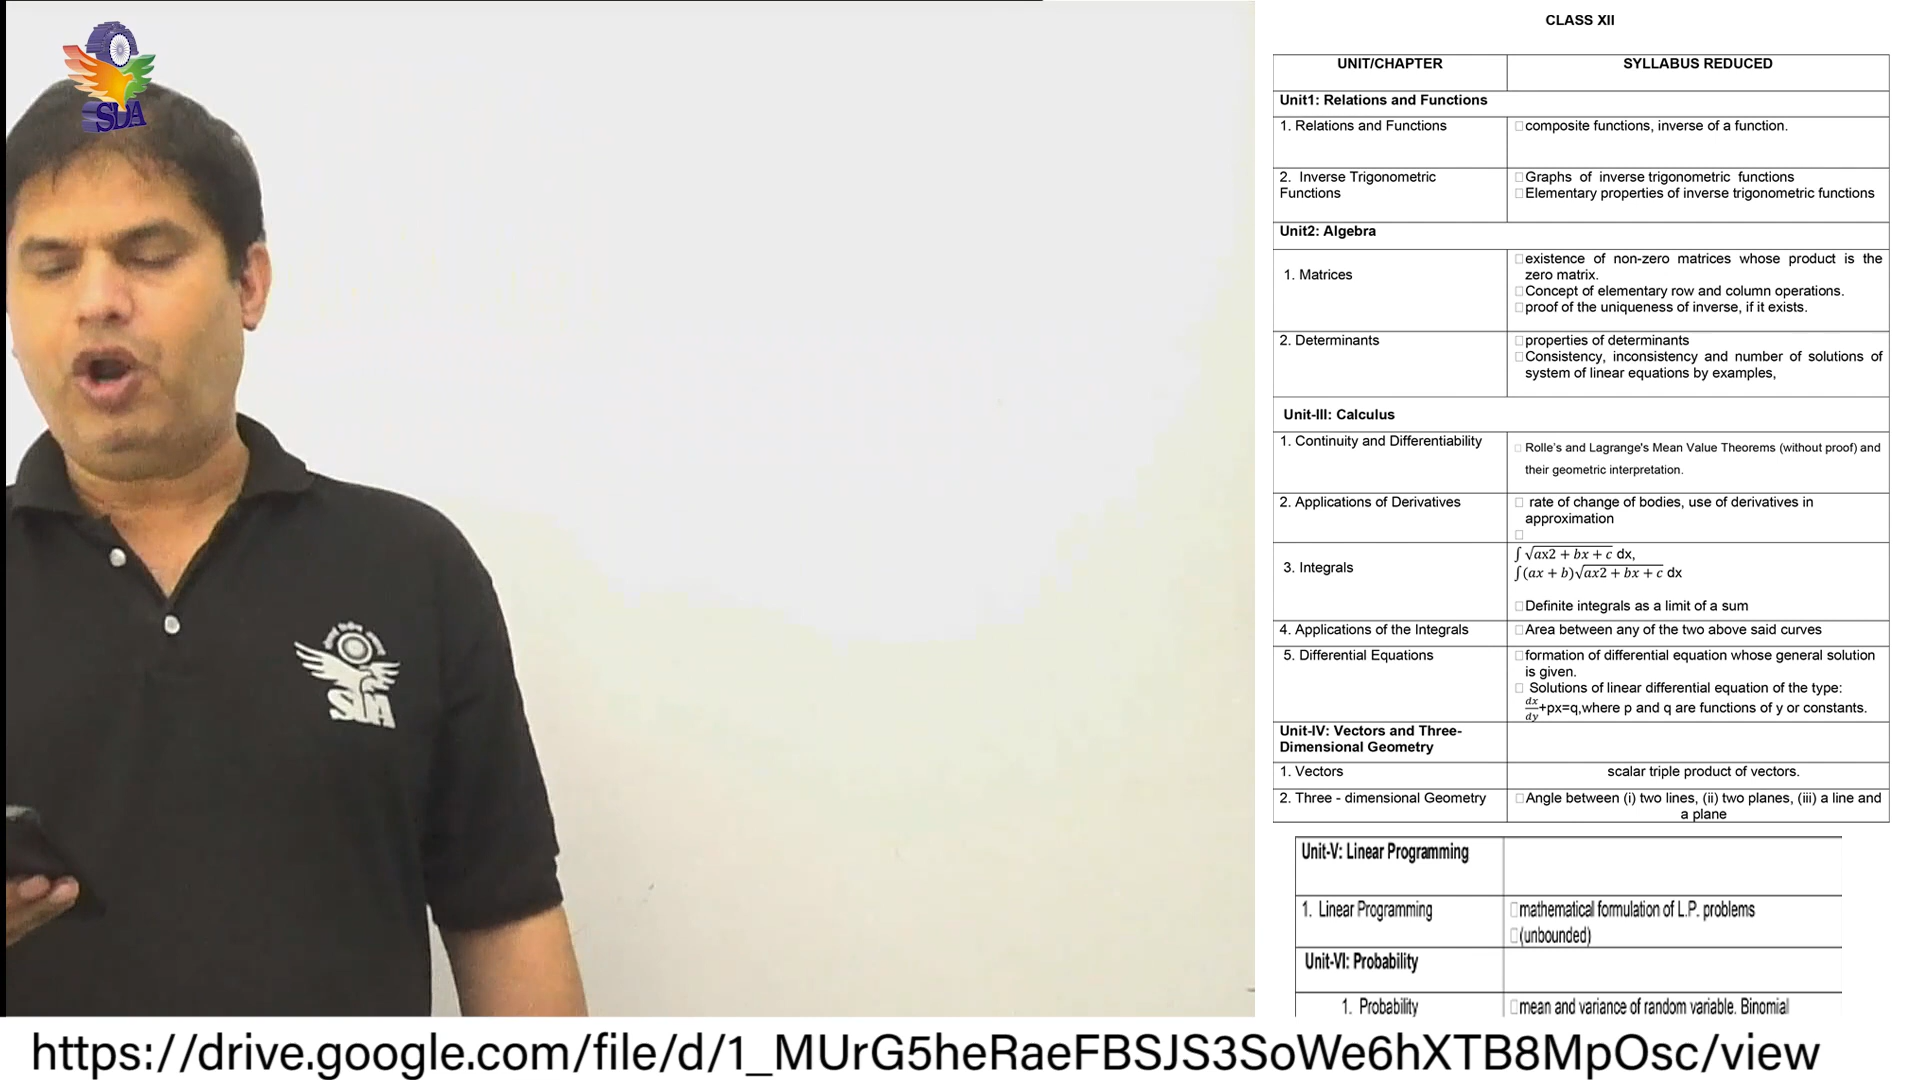 SDA
SDA
CLASS XII
UNIT/CHAPTER SYLLABUS REDUCED
Unit1: Relations and Functions
1. Relations and Functions
composite functions, inverse of a function.
2. Inverse Trigonometric
Functions
Graphs of inverse trigonometric functions
Elementary properties of inverse trigonometric functions
Unit2: Algebra
1. Matrices
existence of non-zero matrices whose product is the
zero matrix.
Concept of elementary row and column operations.
proof of the uniqueness of inverse, if it exists.
2. Determinants
properties of determinants
Consistency, inconsistency and number of solutions of
system of linear equations by examples,
Unit-III: Calculus
1. Continuity and Differentiability
Rolle's and Lagrange's Mean Value Theorems (without proof) and
their geometric interpretation.
2. Applications of Derivatives
rate of change of bodies, use of derivatives in
approximation
3. Integrals
∫ √ax2 + bx + c dx,
∫(ax + b)√ax2 + bx + c dx
Definite integrals as a limit of a sum
4. Applications of the Integrals
Area between any of the two above said curves
5. Differential Equations
formation of differential equation whose general solution
is given.
Solutions of linear differential equation of the type:
dx/dy+px=q,where p and q are functions of y or constants.
Unit-IV: Vectors and Three-
Dimensional Geometry
1. Vectors
scalar triple product of vectors.
2. Three - dimensional Geometry
Angle between (i) two lines, (ii) two planes, (iii) a line and
a plane
Unit-V: Linear Programming
1. Linear Programming
mathematical formulation of L.P. problems
(unbounded)
Unit-VI: Probability
1. Probability
mean and variance of random variable. Binomial
https://drive.google.com/file/d/1_MUrG5heRaeFBSJS3SoWe6hXTB8MpOsc/view